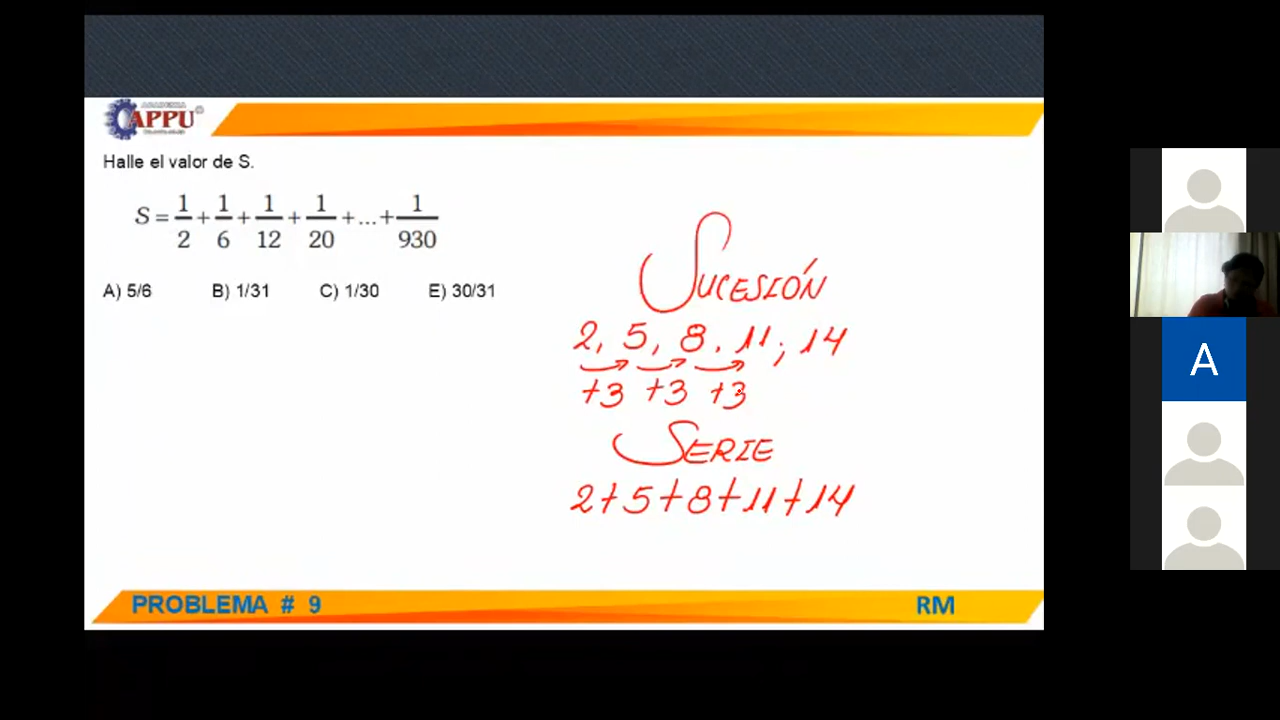 ACADEMIA
APPU®
Halle el valor de S.
S = 1/2 + 1/6 + 1/12 + 1/20 + ... + 1/930
A) 5/6 B) 1/31 C) 1/30 E) 30/31
SUCESIÓN
2, 5, 8, 11; 14
+3 +3 +3
SERIE
2+5+8+11+14
PROBLEMA # 9 RM
A